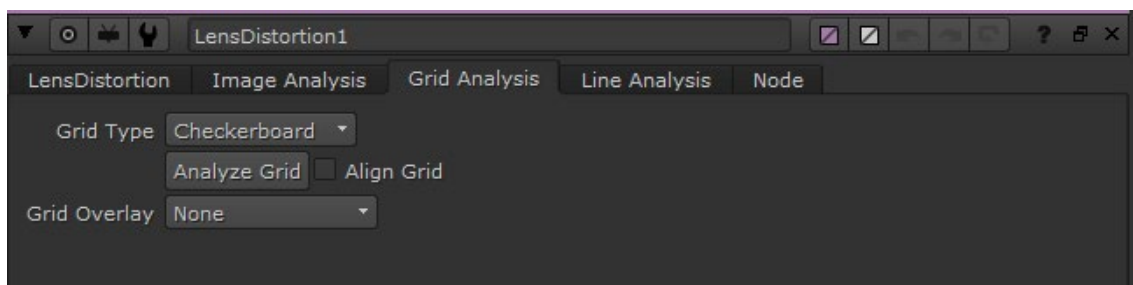 LensDistortion1 ?
LensDistortion Image Analysis Grid Analysis Line Analysis Node
Grid Type Checkerboard
Analyze Grid Align Grid
Grid Overlay None